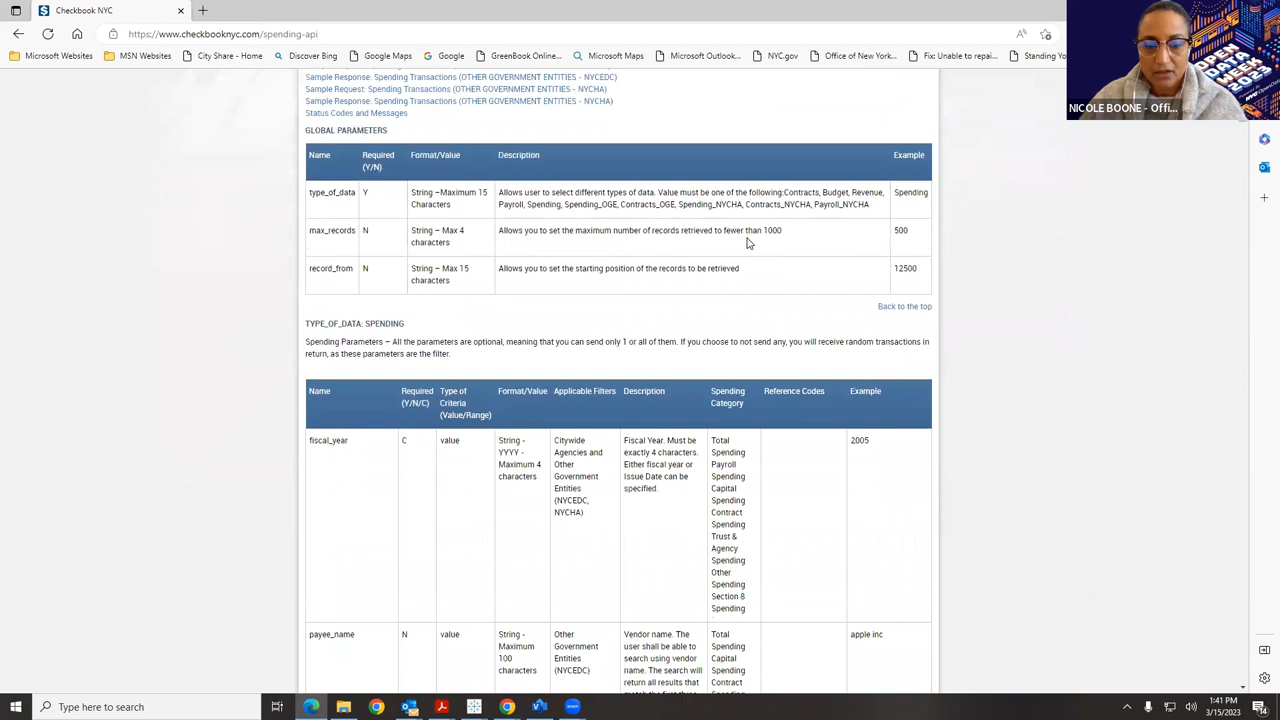 Checkbook NYC
https://www.checkbooknyc.com/spending-api
Microsoft Websites
MSN Websites
City Share - Home
Discover Bing
Google Maps
Google
GreenBook Online...
Microsoft Maps
Microsoft Outlook...
NYC.gov
Office of New York...
Fix: Unable to repai...
Standing Yo
OPEN DATA WEEK 2023
NICOLE BOONE - Offi...
Sample Response: Spending Transactions (OTHER GOVERNMENT ENTITIES - NYCEDC)
Sample Request: Spending Transactions (OTHER GOVERNMENT ENTITIES - NYCHA)
Sample Response: Spending Transactions (OTHER GOVERNMENT ENTITIES - NYCHA)
Status Codes and Messages
GLOBAL PARAMETERS
Name
Required
(Y/N)
Format/Value
Description
Example
type_of_data
Y
String –Maximum 15
Characters
Allows user to select different types of data. Value must be one of the following:Contracts, Budget, Revenue,
Payroll, Spending, Spending_OGE, Contracts_OGE, Spending_NYCHA, Contracts_NYCHA, Payroll_NYCHA
Spending
max_records
N
String – Max 4
characters
Allows you to set the maximum number of records retrieved to fewer than 1000
500
record_from
N
String – Max 15
characters
Allows you to set the starting position of the records to be retrieved
12500
Back to the top
TYPE_OF_DATA: SPENDING
Spending Parameters – All the parameters are optional, meaning that you can send only 1 or all of them. If you choose to not send any, you will receive random transactions in
return, as these parameters are the filter.
Name
Required
(Y/N/C)
Type of
Criteria
(Value/Range)
Format/Value
Applicable Filters
Description
Spending
Category
Reference Codes
Example
fiscal_year
C
value
String -
YYYY -
Maximum 4
characters
Citywide
Agencies and
Other
Government
Entities
(NYCEDC,
NYCHA)
Fiscal Year. Must be
exactly 4 characters.
Either fiscal year or
Issue Date can be
specified.
Total
Spending
Payroll
Spending
Capital
Spending
Contract
Spending
Trust &
Agency
Spending
Other
Spending
Section 8
Spending
2005
payee_name
N
value
String -
Maximum
100
characters
Other
Government
Entities
(NYCEDC)
Vendor name. The
user shall be able to
search using vendor
name. The search will
return all results that
match the first three
Total
Spending
Capital
Spending
Contract
Spending
apple inc
Type here to search
1:41 PM
3/15/2023
14